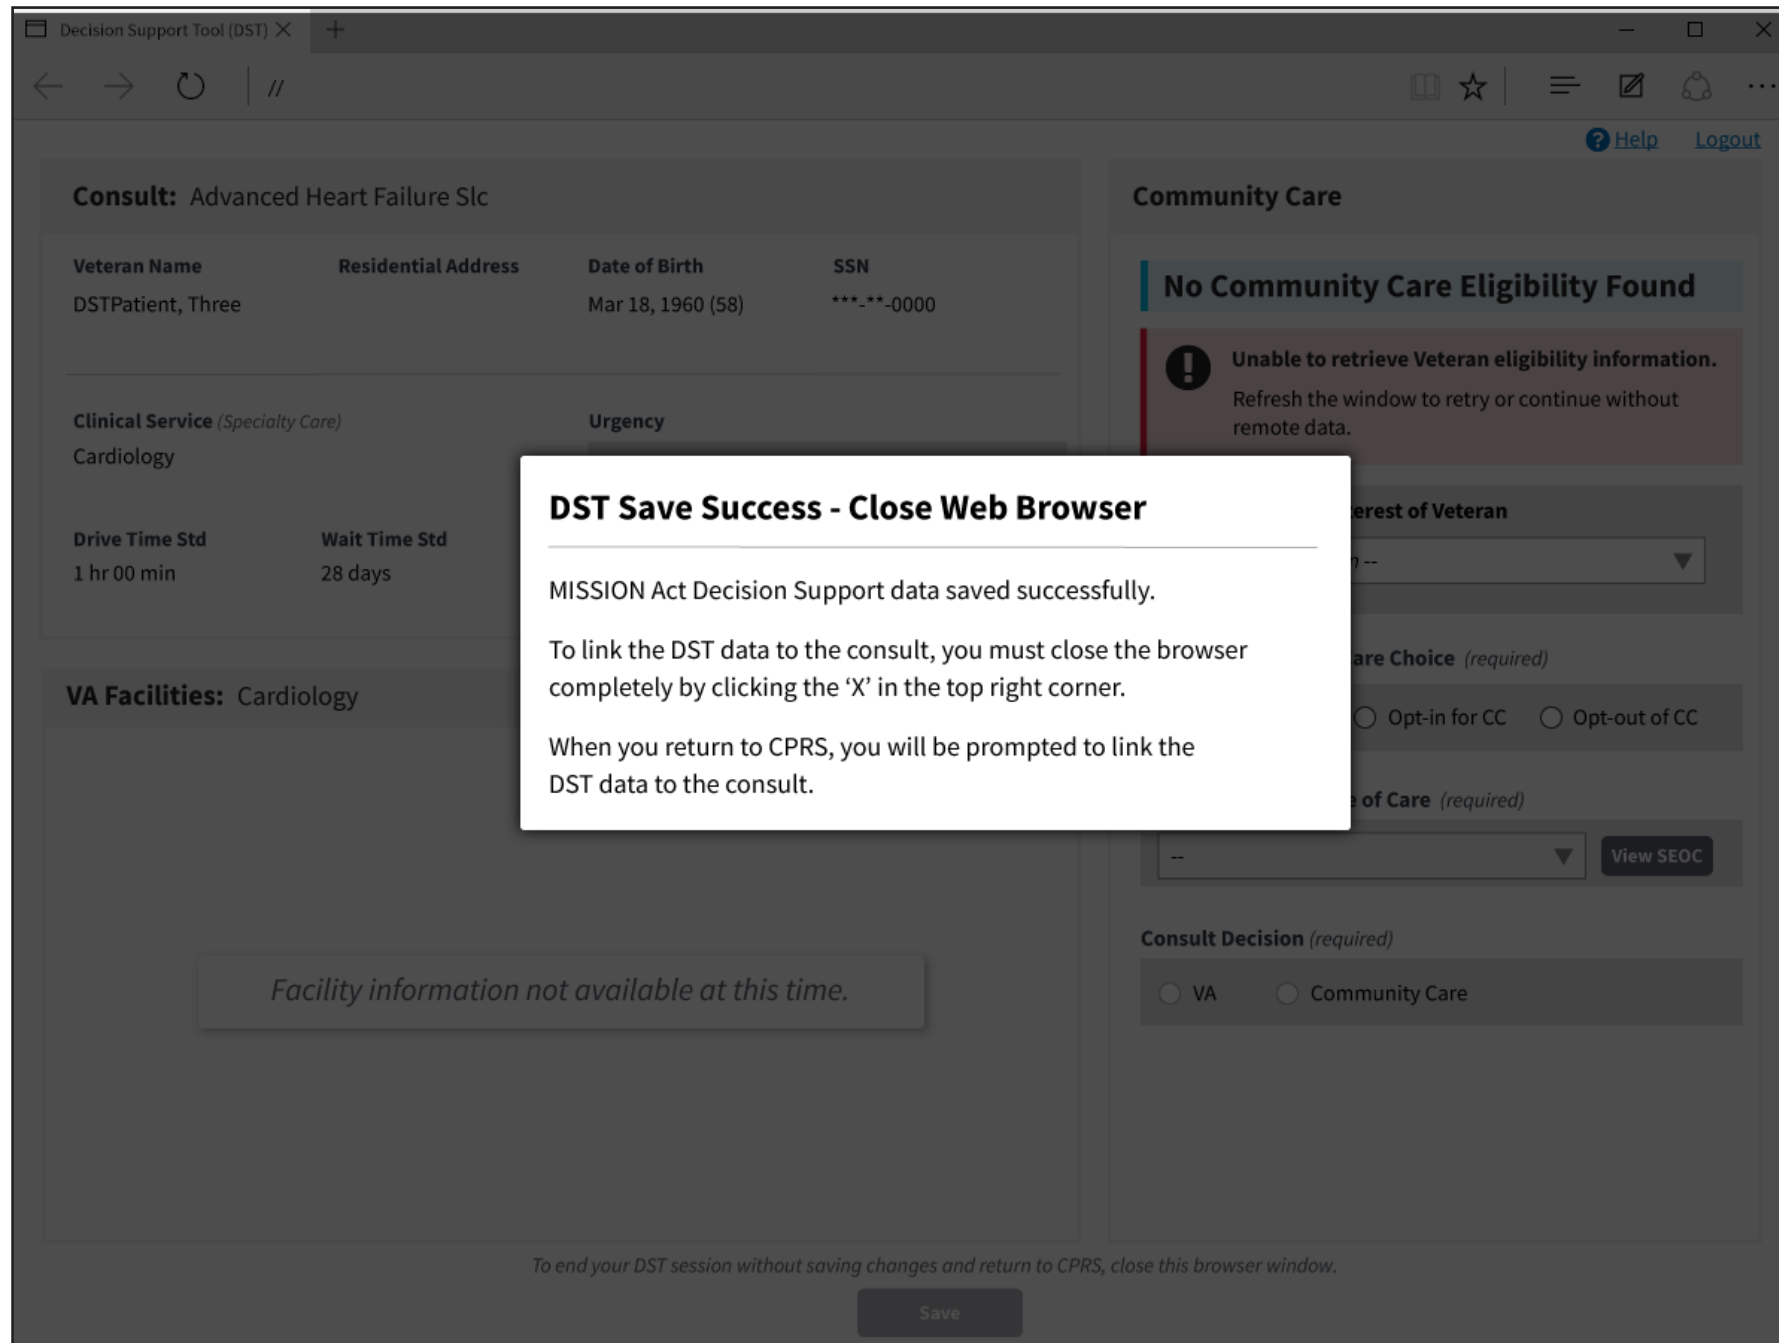 Decision Support Tool (DST)
//
Help Logout
Consult: Advanced Heart Failure Slc
Veteran Name Residential Address Date of Birth SSN
DSTPatient, Three Mar 18, 1960 (58) ***-**-0000
Clinical Service (Specialty Care) Urgency
Cardiology
Drive Time Std Wait Time Std
1 hr 00 min 28 days
VA Facilities: Cardiology
Facility information not available at this time.
Community Care
No Community Care Eligibility Found
Unable to retrieve Veteran eligibility information.
Refresh the window to retry or continue without
remote data.
of Veteran
--
Choice (required)
Opt-in for CC Opt-out of CC
of Care (required)
-- View SEOC
Consult Decision (required)
VA Community Care
DST Save Success - Close Web Browser
MISSION Act Decision Support data saved successfully.
To link the DST data to the consult, you must close the browser
completely by clicking the ‘X’ in the top right corner.
When you return to CPRS, you will be prompted to link the
DST data to the consult.
To end your DST session without saving changes and return to CPRS, close this browser window.
Save